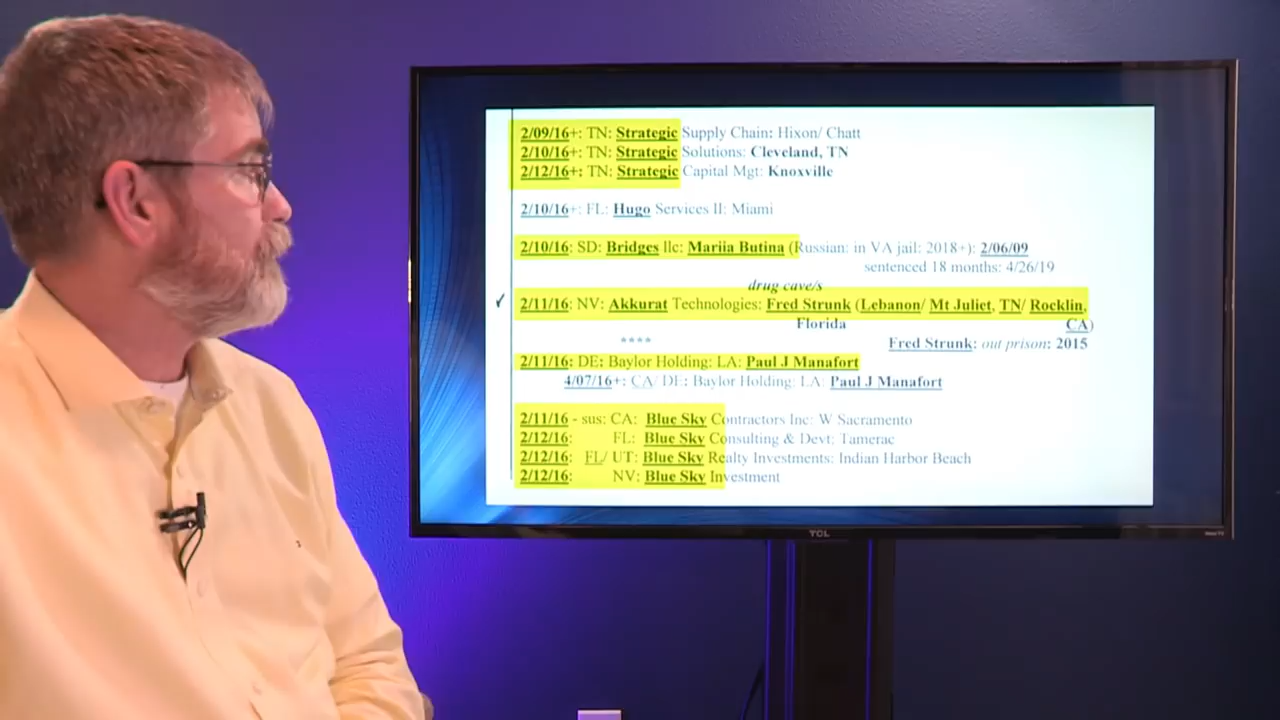 2/09/16+: TN: Strategic Supply Chain: Hixon/ Chatt
2/10/16+: TN: Strategic Solutions: Cleveland, TN
2/12/16+: TN: Strategic Capital Mgt: Knoxville
2/10/16+: FL: Hugo Services II: Miami
2/10/16: SD: Bridges llc: Mariia Butina (Russian: in VA jail: 2018+): 2/06/09
sentenced 18 months: 4/26/19
drug cave/s
✓ 2/11/16: NV: Akkurat Technologies: Fred Strunk (Lebanon/ Mt Juliet, TN/ Rocklin,
Florida CA)
**** Fred Strunk: out prison: 2015
2/11/16: DE: Baylor Holding: LA: Paul J Manafort
4/07/16+: CA/ DE: Baylor Holding: LA: Paul J Manafort
2/11/16 - sus: CA: Blue Sky Contractors Inc: W Sacramento
2/12/16: FL: Blue Sky Consulting & Devt: Tamerac
2/12/16: FL/ UT: Blue Sky Realty Investments: Indian Harbor Beach
2/12/16: NV: Blue Sky Investment
TCL